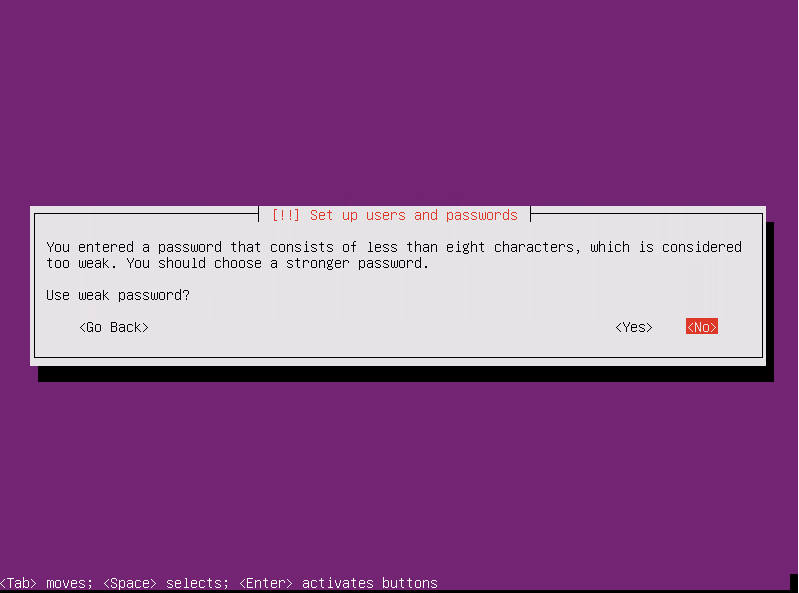 [!!] Set up users and passwords
You entered a password that consists of less than eight characters, which is considered
too weak. You should choose a stronger password.
Use weak password?
<Go Back> <Yes> <No>
<Tab> moves; <Space> selects; <Enter> activates buttons